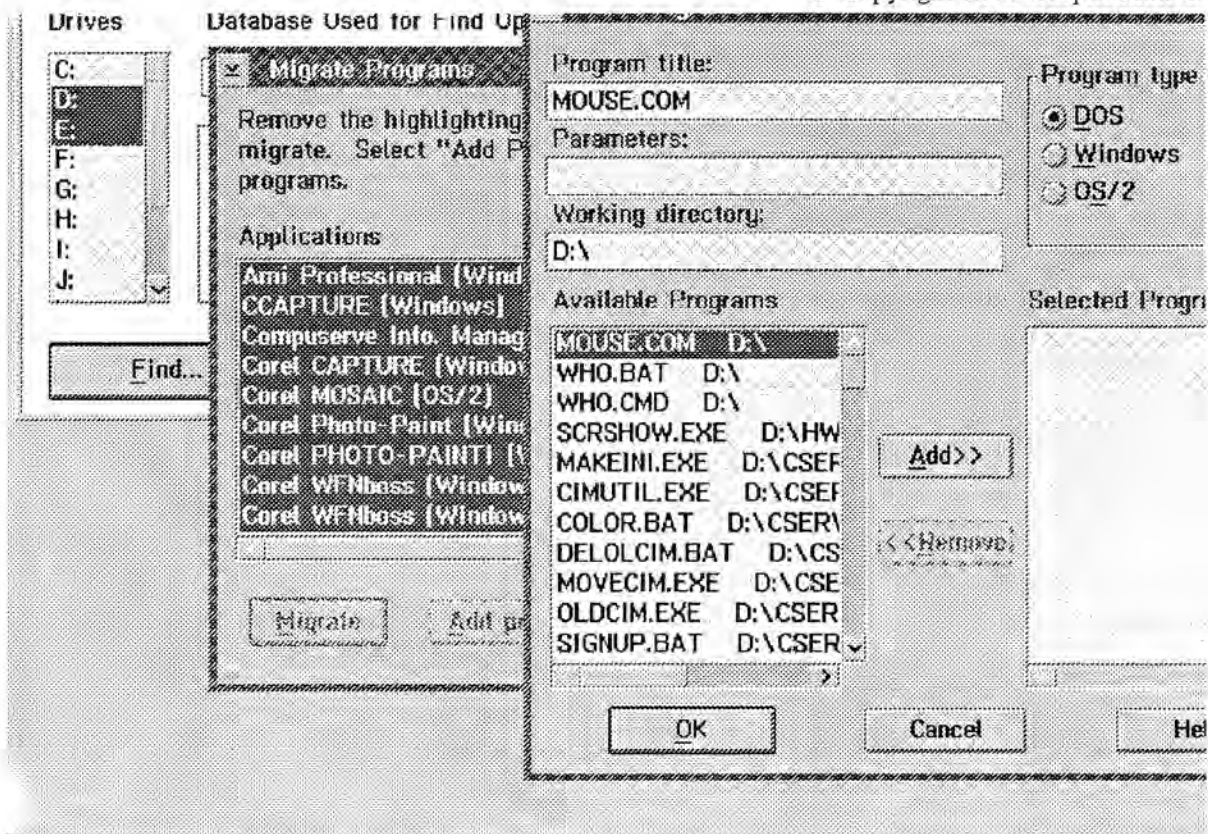 Drives
Database Used for Find
C:
D:
E:
F:
G:
H:
I:
J:
Find...
Migrate Programs
Remove the highlighting
migrate. Select "Add P
programs.
Applications
Ami Professional (Wind
CCAPTURE (Windows)
Compuserve Info. Manag
Corel CAPTURE (Window
Corel MOSAIC (OS/2)
Corel Photo-Paint (Win
Corel PHOTO-PAINT!
Corel WFNboss (Window
Corel WFNboss (Window
Migrate
Add
Program title:
MOUSE.COM
Parameters:
Working directory:
D:\
Program type
DOS
Windows
OS/2
Available Programs
MOUSE.COM D:\
WHO.BAT D:\
WHO.CMD D:\
SCRSHOW.EXE D:\HW
MAKEINI.EXE D:\CSER
CIMUTIL.EXE D:\CSER
COLOR.BAT D:\CSERV
DELOLCIM.BAT D:\CS
MOVECIM.EXE D:\CSE
OLDCIM.EXE D:\CSER
SIGNUP.BAT D:\CSER
Add>>
<<Remove
Selected Progr
OK
Cancel
Hel